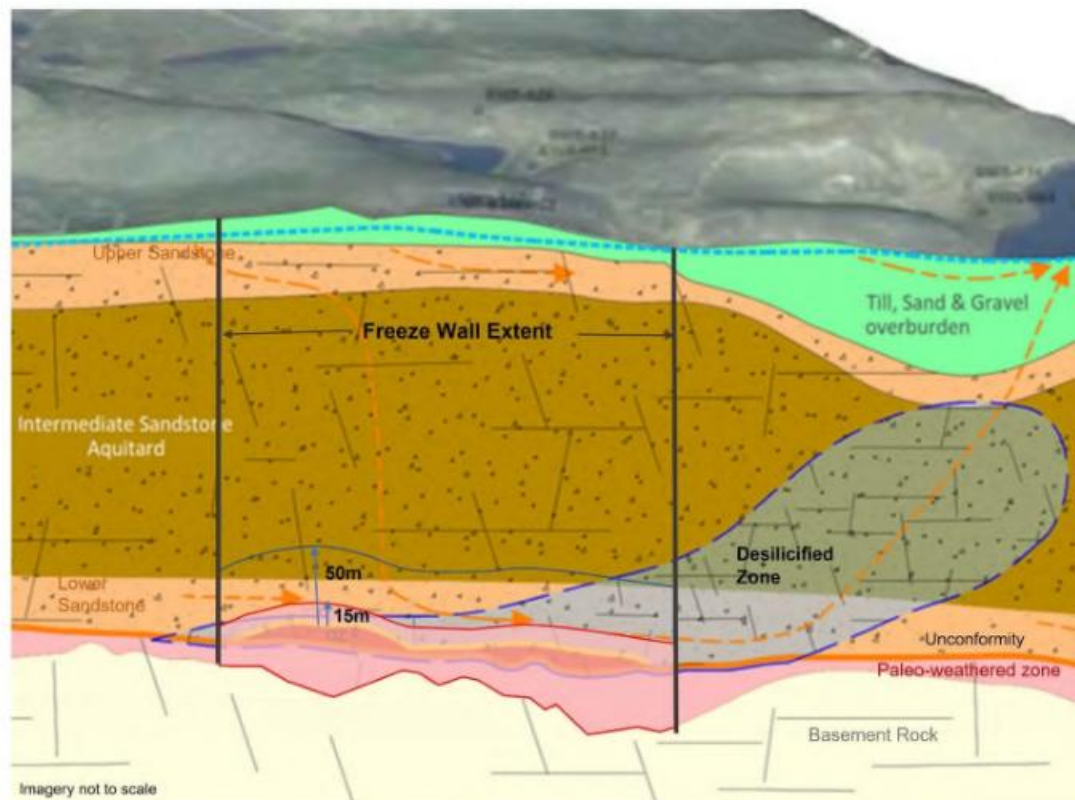 Upper Sandstone
Freeze Wall Extent
Till, Sand & Gravel
overburden
Intermediate Sandstone
Aquitard
Desilicified
Zone
50m
Lower
Sandstone
15m
Unconformity
Paleo-weathered zone
Basement Rock
Imagery not to scale